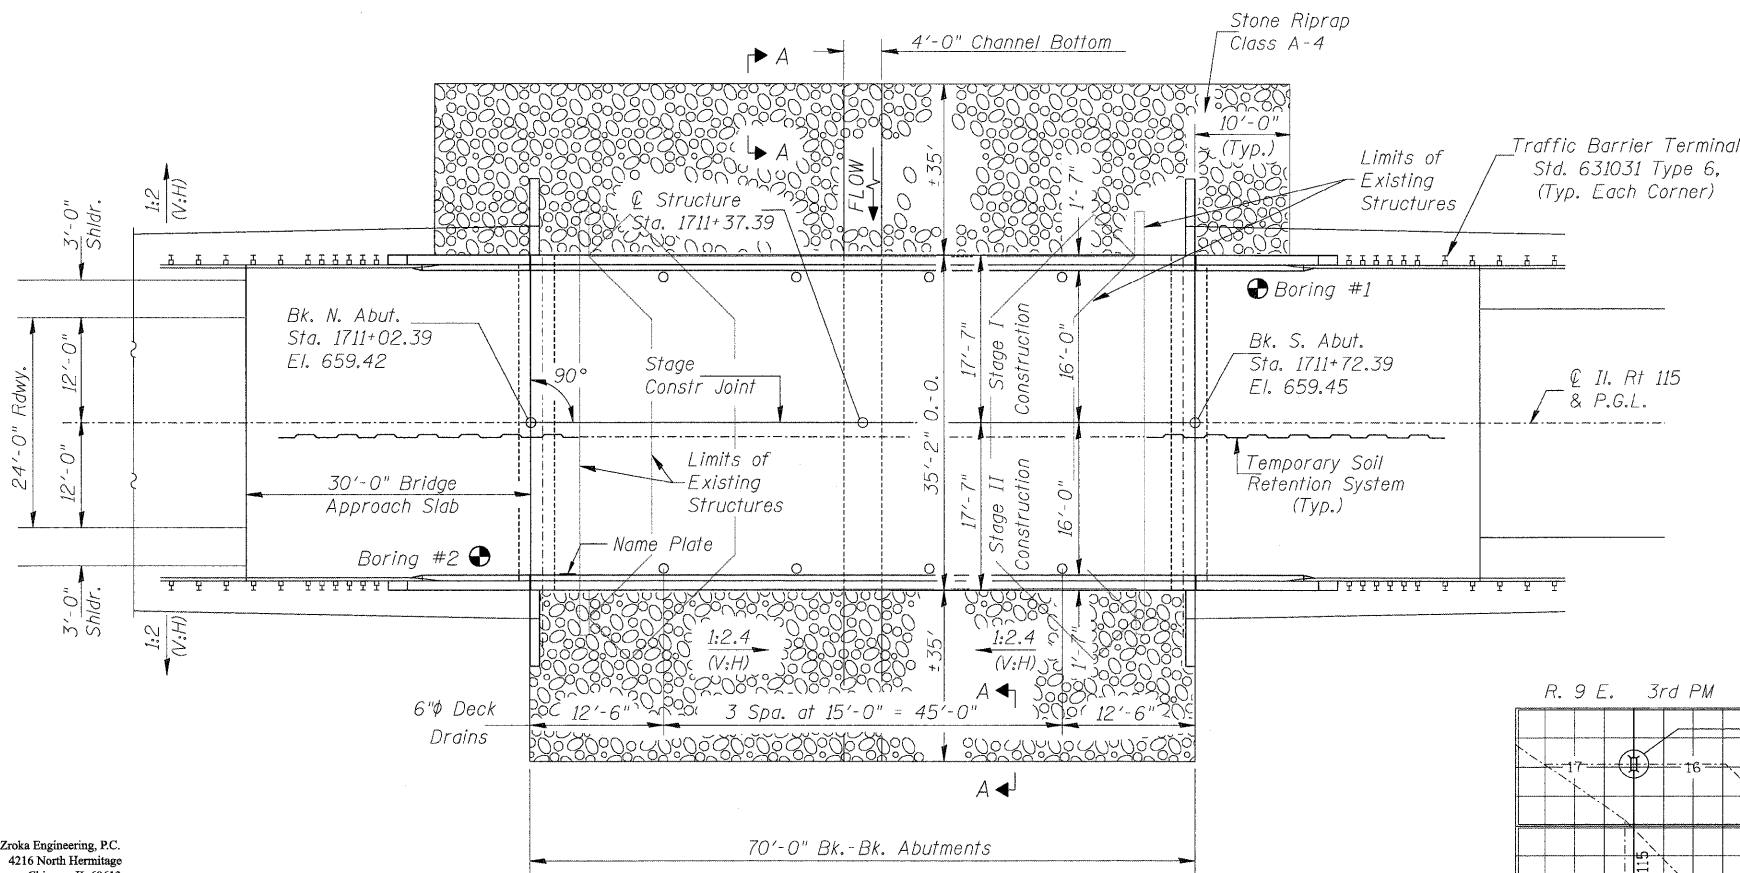 Stone Riprap
Class A-4
A
4'-0" Channel Bottom
10'-0"
(Typ.)
A
±35'
FLOW
1'-7"
Limits of
Existing
Structures
Traffic Barrier Terminal
Std. 631031 Type 6,
(Typ. Each Corner)
1:2
(V:H)
3'-0"
Shldr.
℄ Structure
Sta. 1711+37.39
Boring #1
Bk. N. Abut.
Sta. 1711+02.39
El. 659.42
90°
Stage
Constr Joint
17'-7"
Stage I
Construction
16'-0"
Bk. S. Abut.
Sta. 1711+72.39
El. 659.45
℄ Il. Rt 115
& P.G.L.
24'-0" Rdwy.
12'-0"
12'-0"
35'-2" O.-O.
30'-0" Bridge
Approach Slab
Limits of
Existing
Structures
17'-7"
Stage II
Construction
16'-0"
Temporary Soil
Retention System
(Typ.)
Boring #2
Name Plate
3'-0"
Shldr.
1:2
(V:H)
1:2.4
(V:H)
±35'
1:2.4
(V:H)
1'-7"
A
6"ϕ Deck
Drains
12'-6"
3 Spa. at 15'-0" = 45'-0"
12'-6"
A
70'-0" Bk.-Bk. Abutments
R. 9 E. 3rd PM
17
16
115
Zroka Engineering, P.C.
4216 North Hermitage